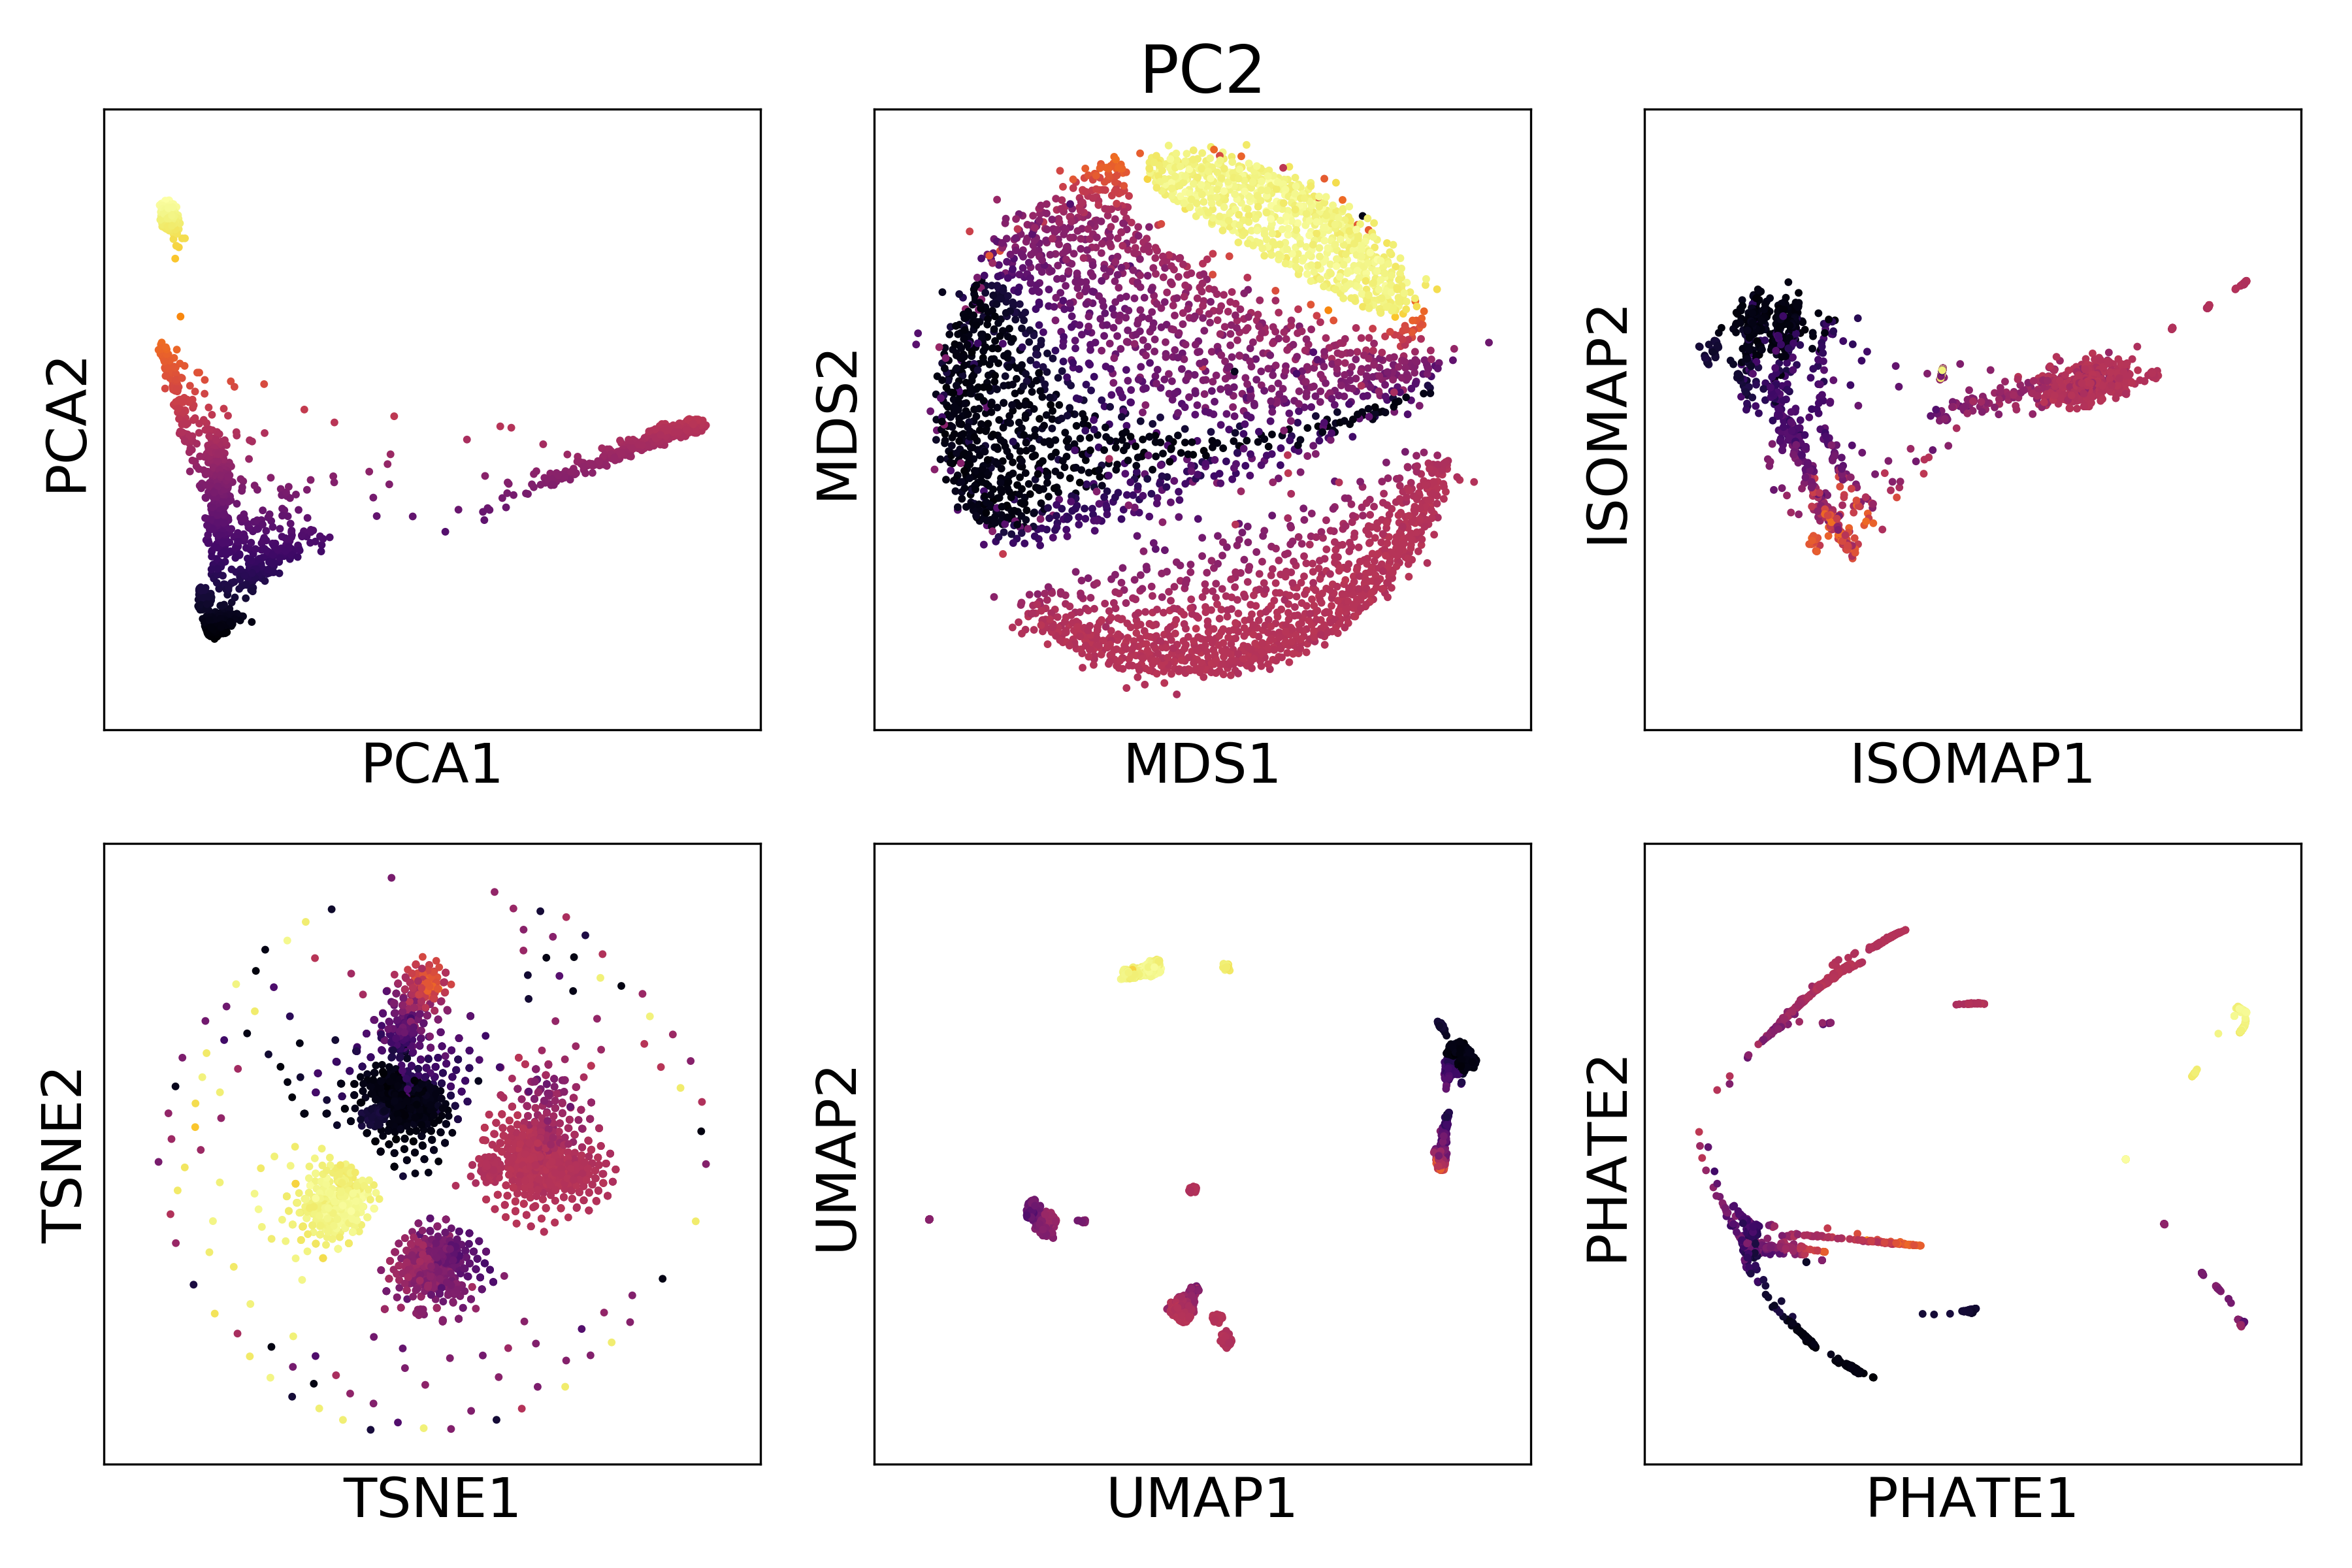 PC2
PCA2
PCA1
MDS2
MDS1
ISOMAP2
ISOMAP1
TSNE2
TSNE1
UMAP2
UMAP1
PHATE2
PHATE1